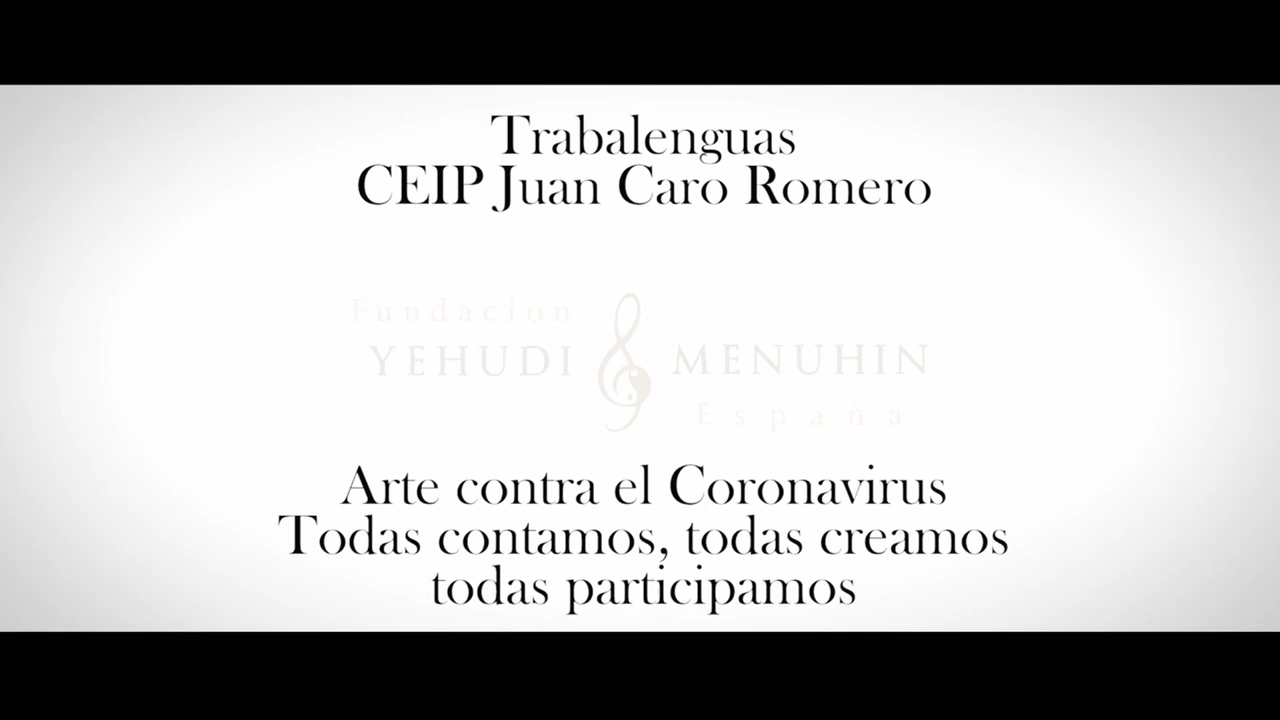 Trabalenguas
CEIP Juan Caro Romero
Fundación
YEHUDI MENUHIN
España
Arte contra el Coronavirus
Todas contamos, todas creamos
todas participamos